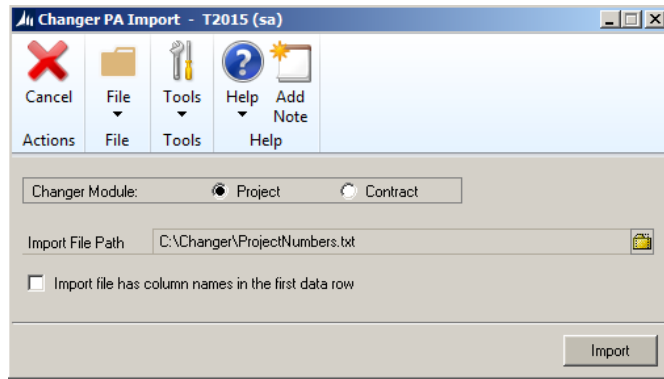 Changer PA Import - T2015 (sa)
Cancel File Tools Help Add Note
Actions File Tools Help
Changer Module: Project Contract
Import File Path C:\Changer\ProjectNumbers.txt
Import file has column names in the first data row
Import